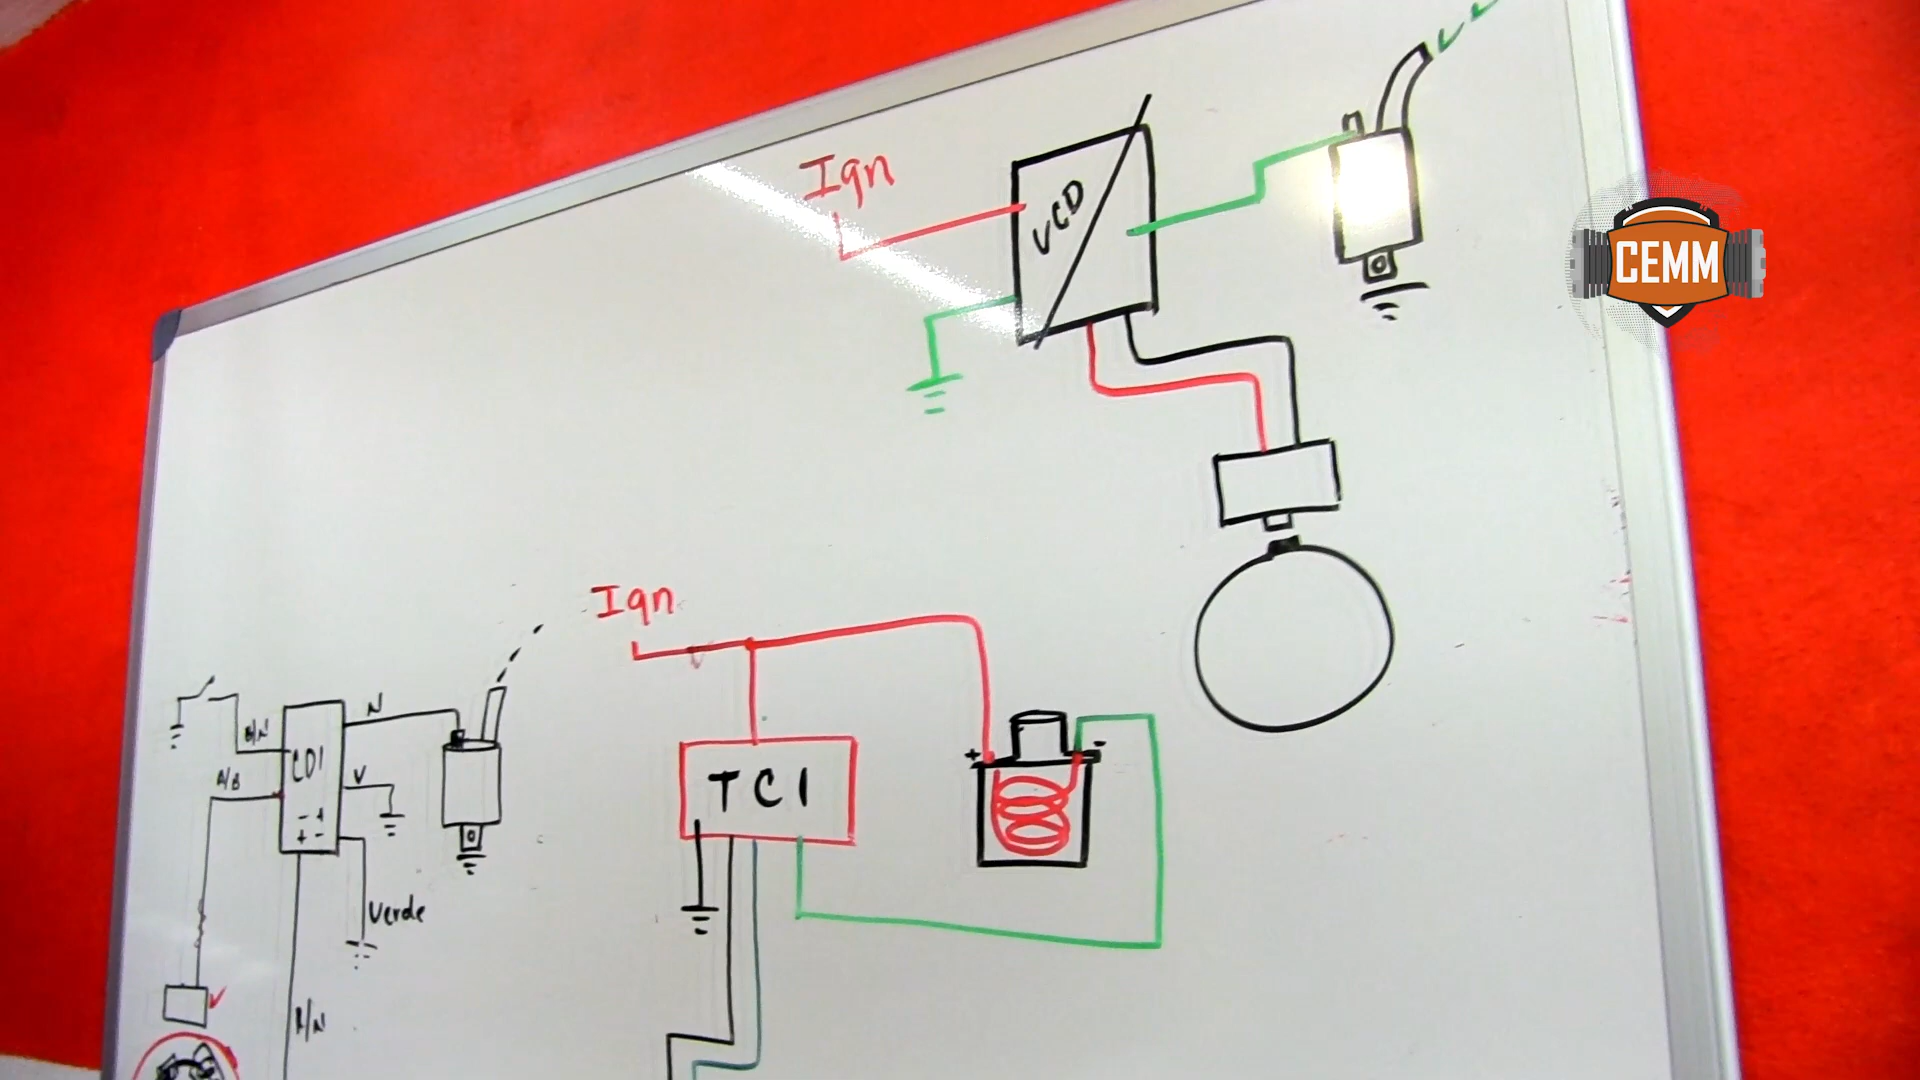 Ign
VCD
CEMM
Ign
N
B/N
CDI
A/B
V
- +
+ -
TCI
+
-
Verde
R/N